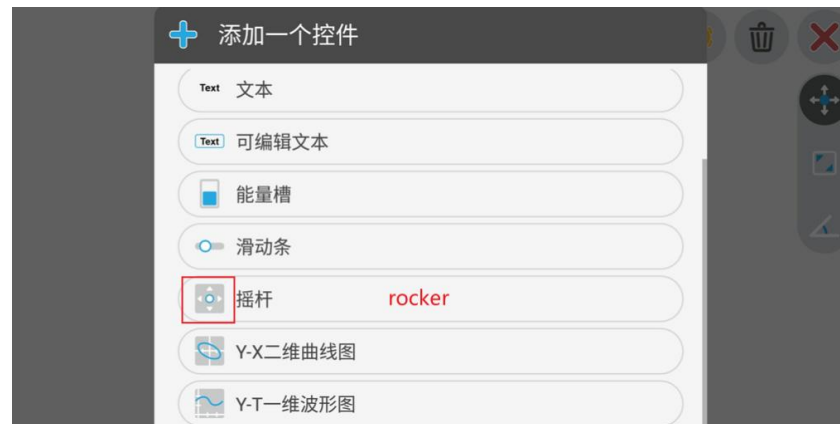 添加一个控件
Text 文本
Text 可编辑文本
能量槽
滑动条
摇杆 rocker
Y-X二维曲线图
Y-T一维波形图